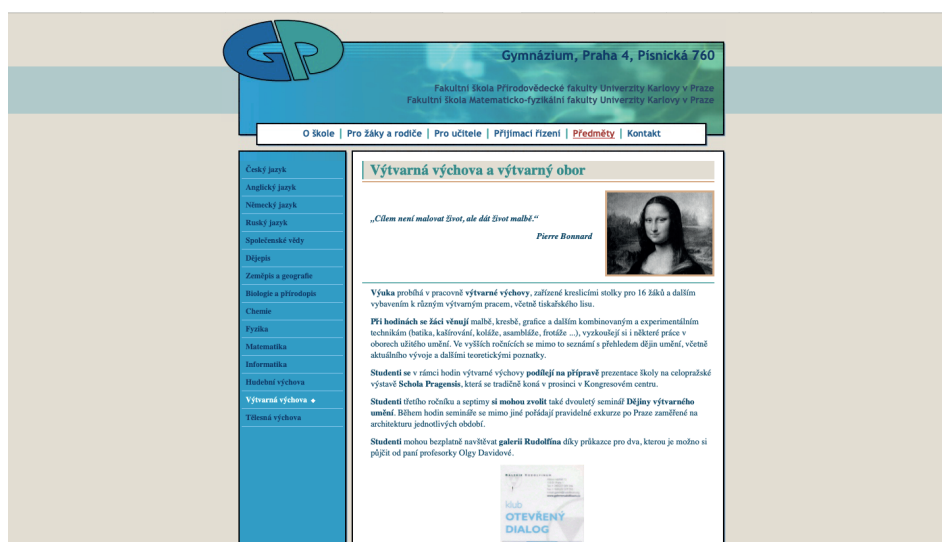 GP
Gymnázium, Praha 4, Písnická 760
Fakultní škola Přírodovědecké fakulty Univerzity Karlovy v Praze
Fakultní škola Matematicko-fyzikální fakulty Univerzity Karlovy v Praze
O škole | Pro žáky a rodiče | Pro učitele | Přijímací řízení | Předměty | Kontakt
Český jazyk
Anglický jazyk
Německý jazyk
Ruský jazyk
Společenské vědy
Dějepis
Zeměpis a geografie
Biologie a přírodopis
Chemie
Fyzika
Matematika
Informatika
Hudební výchova
Výtvarná výchova
Tělesná výchova
Výtvarná výchova a výtvarný obor
„Cílem není malovat život, ale dát život malbě.“
Pierre Bonnard
Výuka probíhá v pracovně výtvarné výchovy, zařízené kreslicími stolky pro 16 žáků a dalším
vybavením k různým výtvarným pracem, včetně tiskařského lisu.
Při hodinách se žáci věnují malbě, kresbě, grafice a dalším kombinovaným a experimentálním
technikám (batika, kašírování, koláže, asambláže, frotáže ...), vyzkoušejí si i některé práce v
oborech užitého umění. Ve vyšších ročnících se mimo to seznámí s přehledem dějin umění, včetně
aktuálního vývoje a dalšími teoretickými poznatky.
Studenti se v rámci hodin výtvarné výchovy podílejí na přípravě prezentace školy na celopražské
výstavě Schola Pragensis, která se tradičně koná v prosinci v Kongresovém centru.
Studenti třetího ročníku a septimy si mohou zvolit také dvouletý seminář Dějiny výtvarného
umění. Během hodin semináře se mimo jiné pořádají pravidelné exkurze po Praze zaměřené na
architekturu jednotlivých období.
Studenti mohou bezplatně navštěvat galerii Rudolfína díky průkazce pro dva, kterou je možno si
půjčit od paní profesorky Olgy Davidové.
klub
OTEVŘENÝ
DIALOG